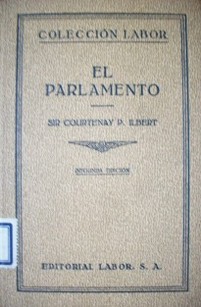 COLECCIÓN LABOR
EL
PARLAMENTO
SIR COURTENAY P. ILBERT
SEGUNDA EDICIÓN
EDITORIAL LABOR, S. A.